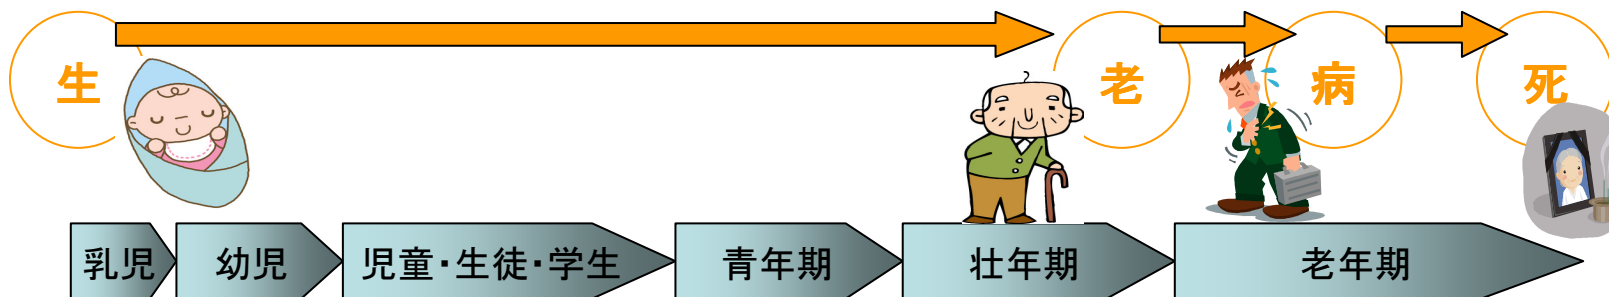 生
老
病
死
乳児
幼児
児童・生徒・学生
青年期
壮年期
老年期